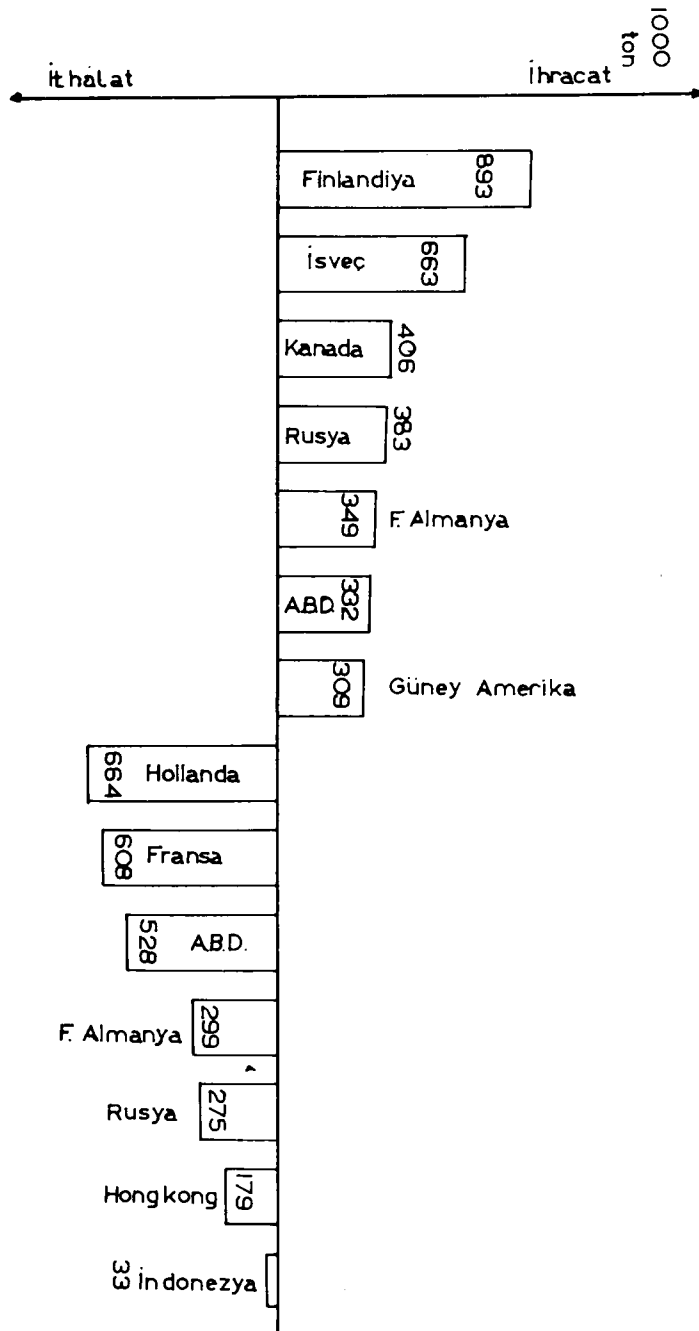 1000
ton
İthalat
İhracat
Finlandiya 893
İsveç 663
Kanada 406
Rusya 383
349 F. Almanya
A.B.D. 332
309 Güney Amerika
664 Hollanda
608 Fransa
528 A.B.D.
F. Almanya 299
Rusya 275
Hongkong 179
33 İndonezya